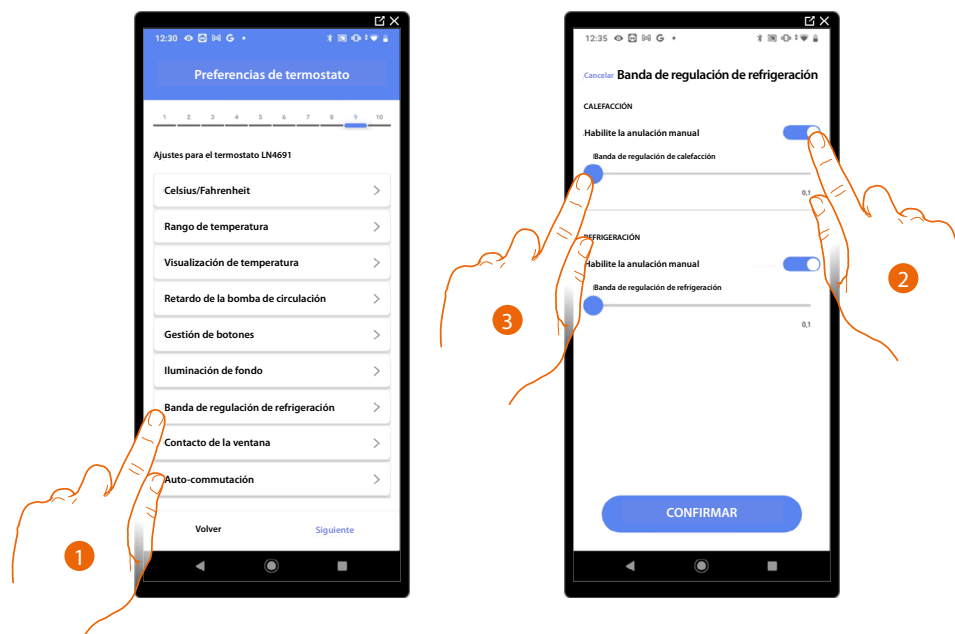 12:30 G
Preferencias de termostato
1 2 3 4 5 6 7 8 9 10
Ajustes para el termostato LN4691
Celsius/Fahrenheit
Rango de temperatura
Visualización de temperatura
Retardo de la bomba de circulación
Gestión de botones
Iluminación de fondo
Banda de regulación de refrigeración
Contacto de la ventana
Auto-commutación
Volver Siguiente
1
12:35 G
Cancelar Banda de regulación de refrigeración
CALEFACCIÓN
Habilite la anulación manual
Banda de regulación de calefacción
0,1
REFRIGERACIÓN
Habilite la anulación manual
Banda de regulación de refrigeración
0,1
CONFIRMAR
2
3